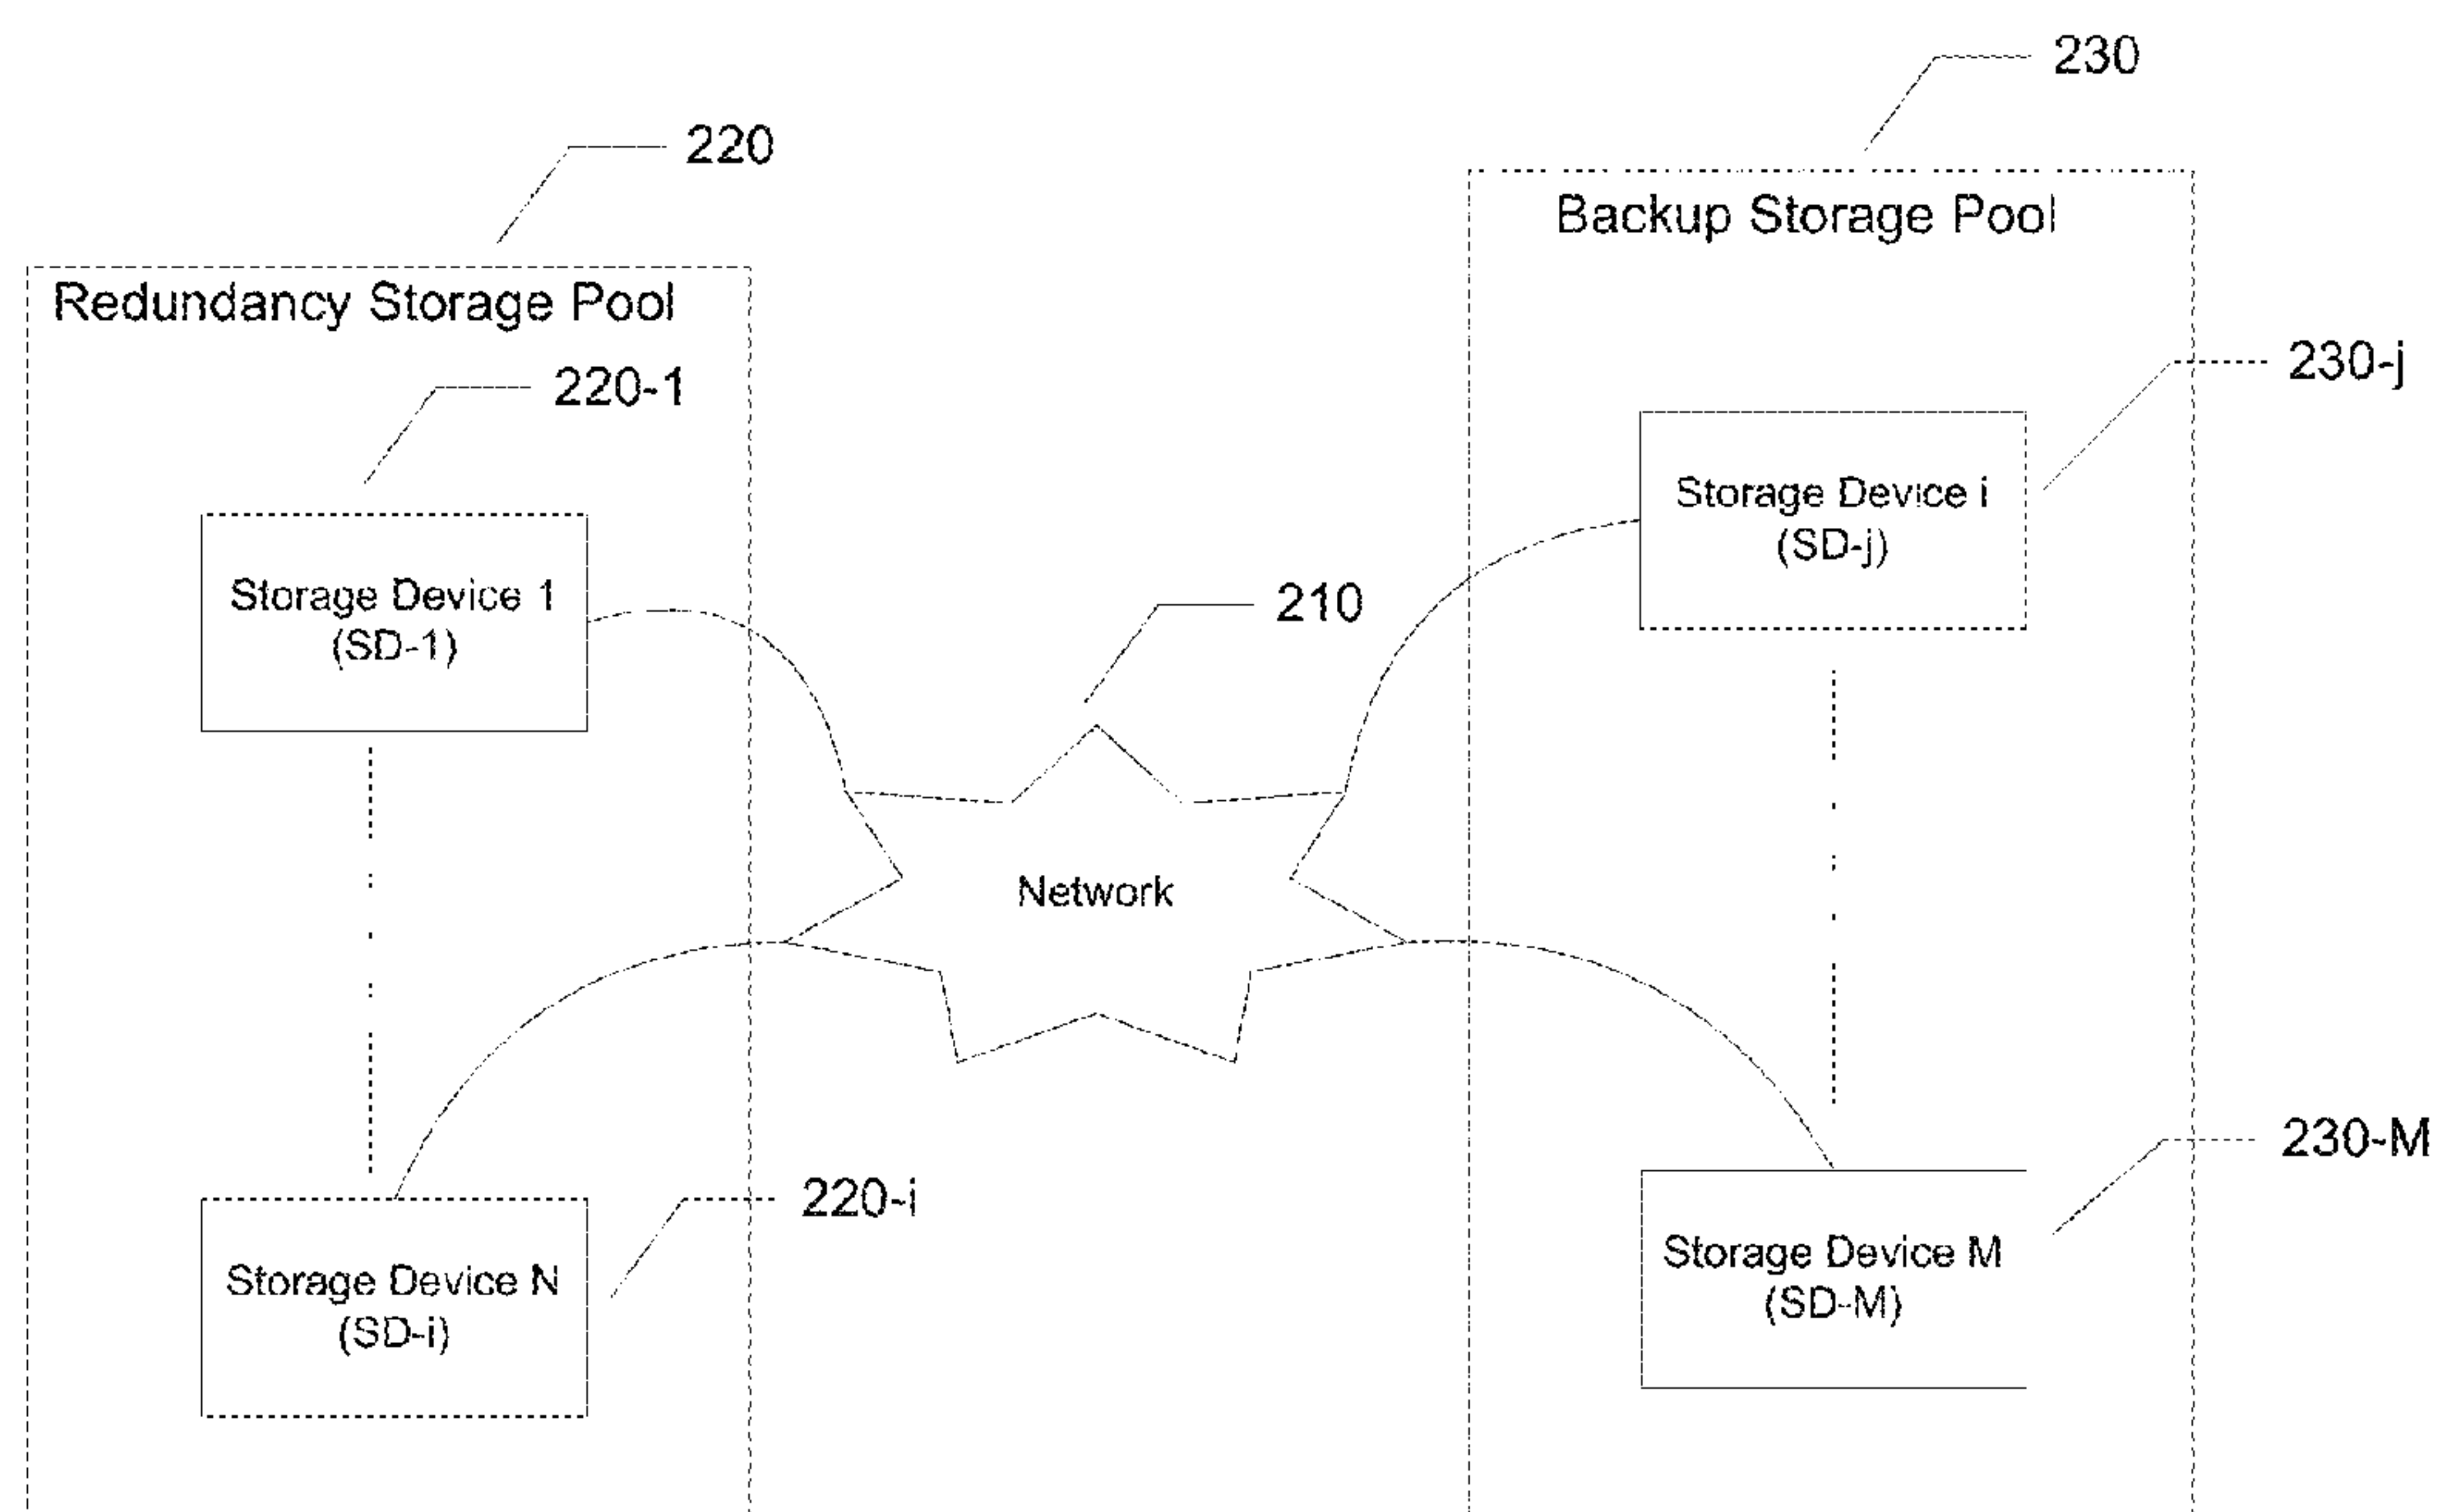 230
220
Backup Storage Pool
Redundancy Storage Pool
230-j
220-1
Storage Device i
(SD-j)
Storage Device 1
(SD-1)
210
Network
230-M
220-i
Storage Device M
(SD-M)
Storage Device N
(SD-i)